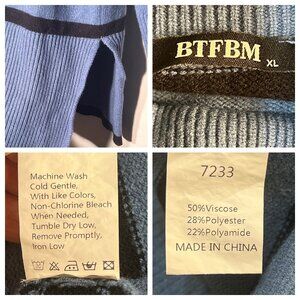 BTFBM
XL
Machine Wash
Cold Gentle,
With Like Colors,
Non-Chlorine Bleach
When Needed,
Tumble Dry Low,
Remove Promptly,
Iron Low
7233
50%Viscose
28%Polyester
22%Polyamide
MADE IN CHINA